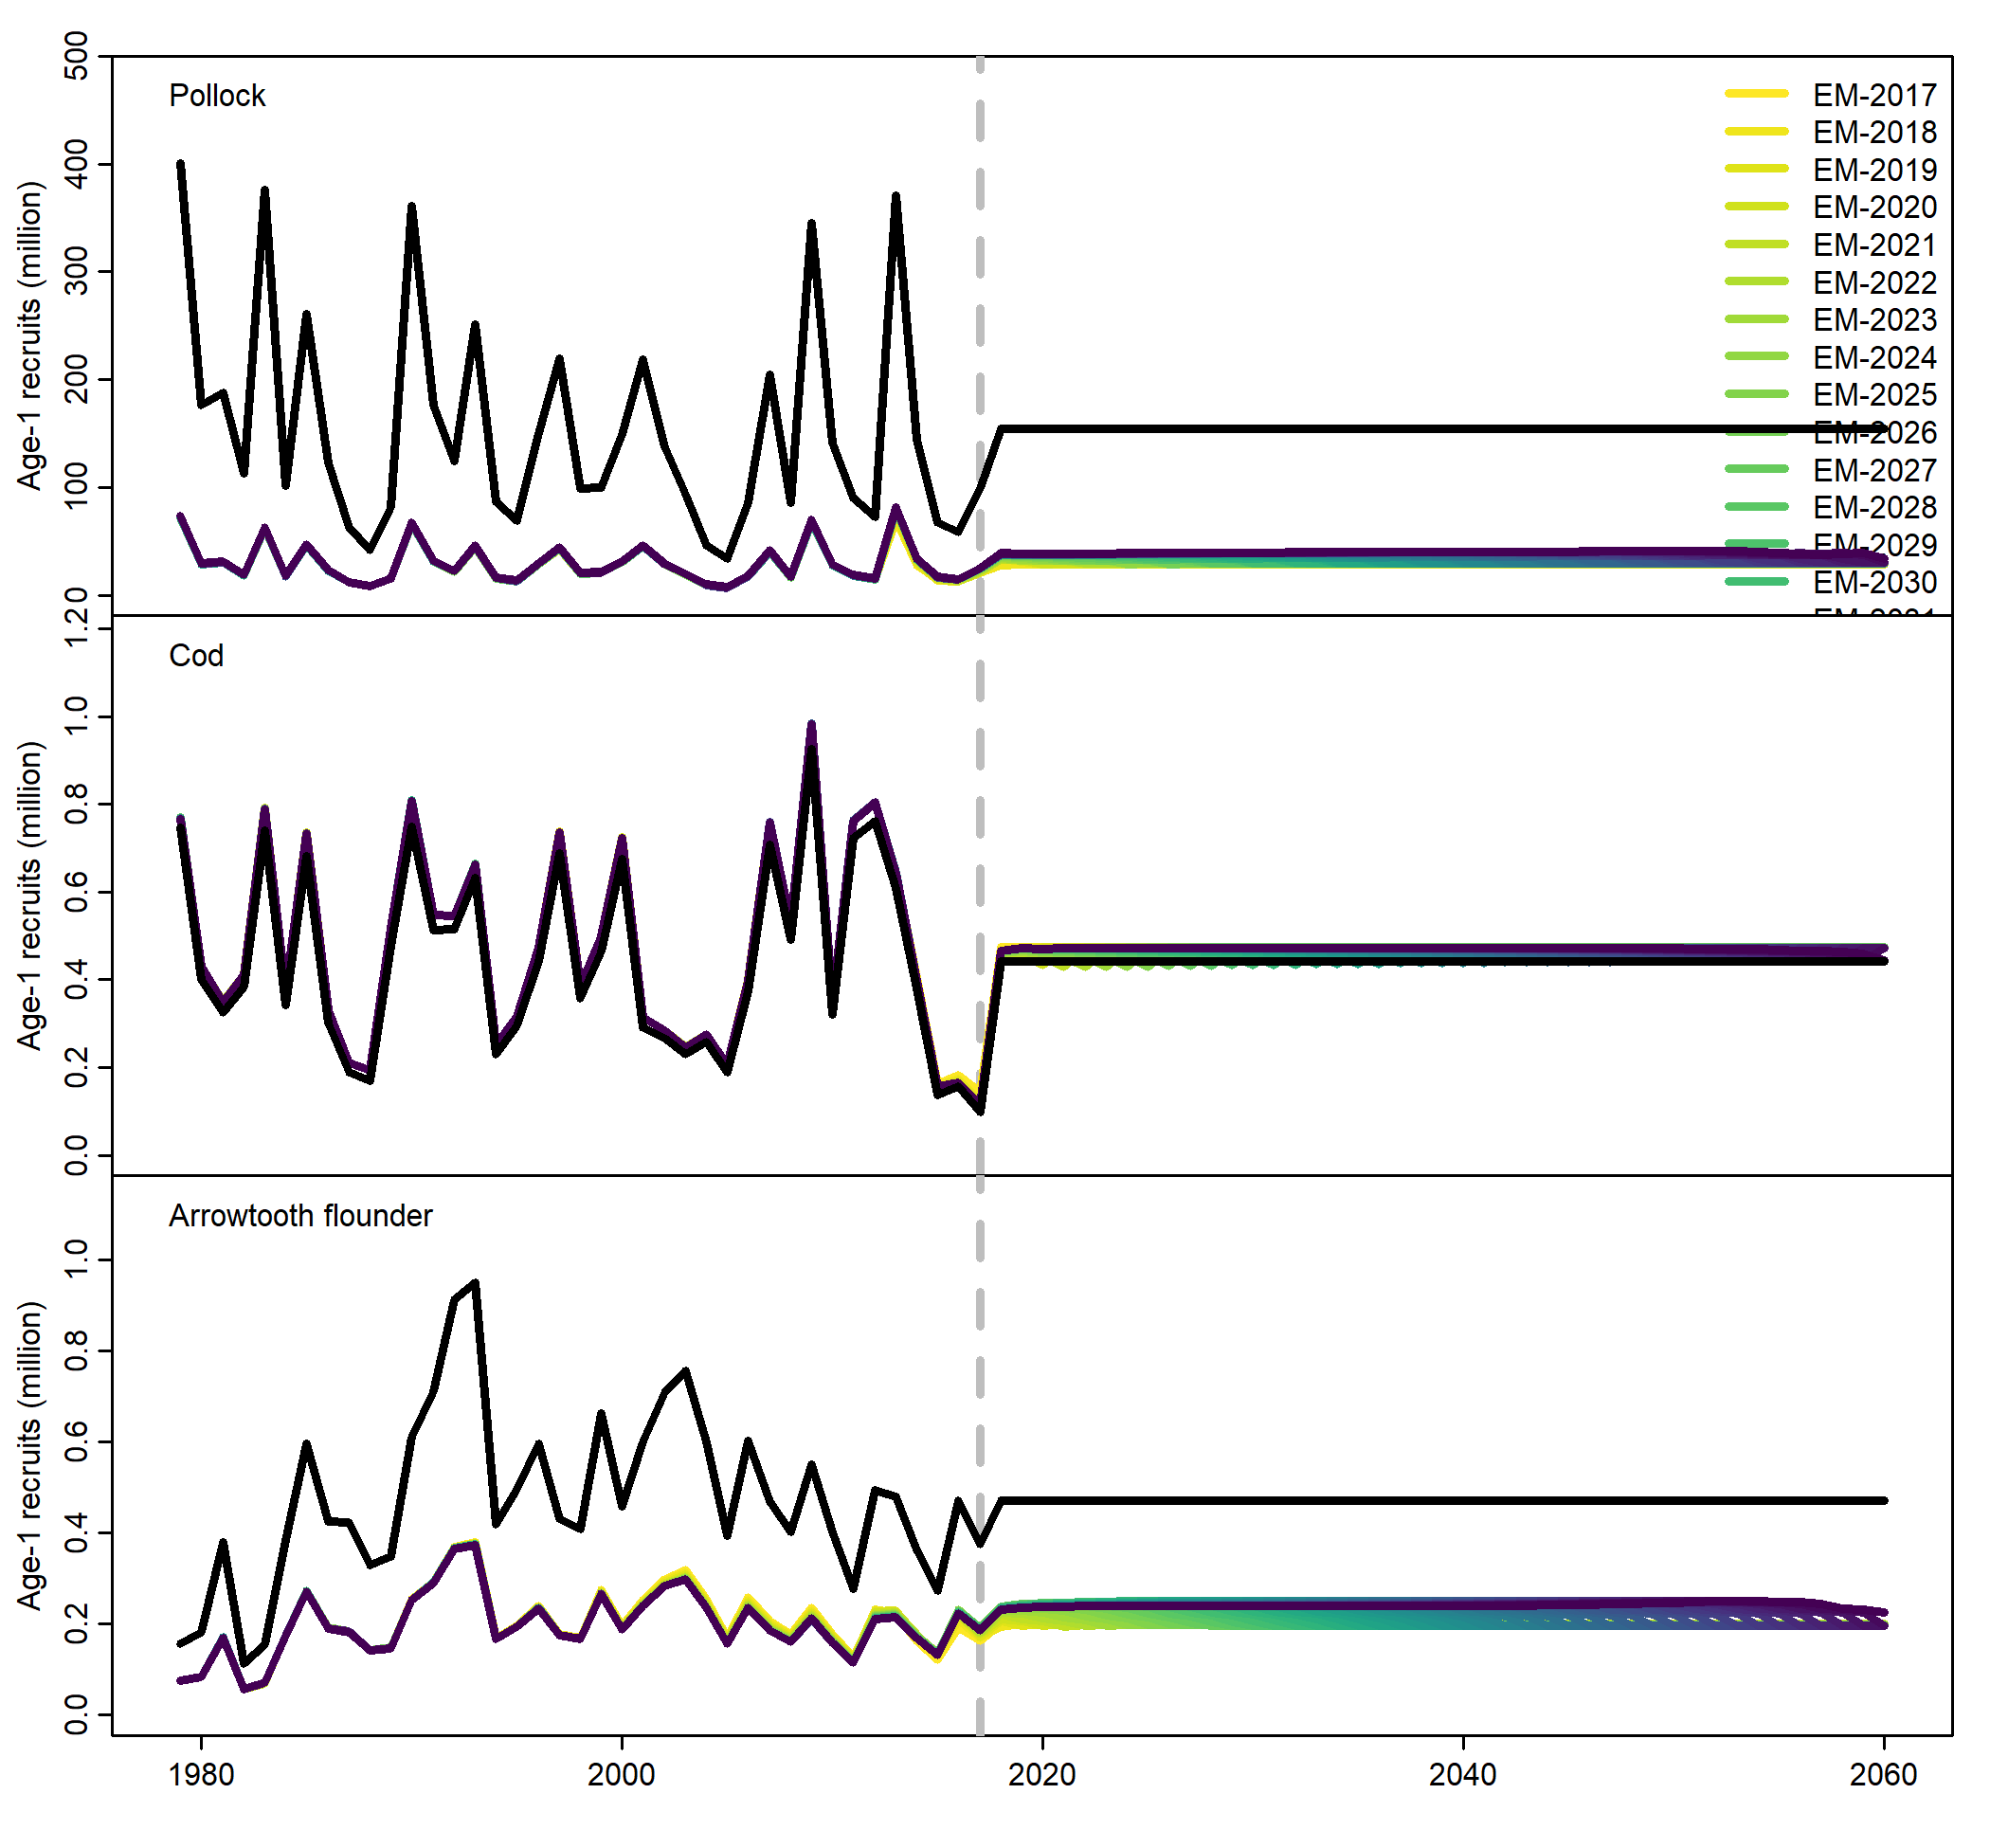 Pollock
Age-1 recruits (million)
500
400
300
200
100
0
EM-2017
EM-2018
EM-2019
EM-2020
EM-2021
EM-2022
EM-2023
EM-2024
EM-2025
EM-2026
EM-2027
EM-2028
EM-2029
EM-2030
Cod
Age-1 recruits (million)
1.2
1.0
0.8
0.6
0.4
0.2
0.0
Arrowtooth flounder
Age-1 recruits (million)
1.0
0.8
0.6
0.4
0.2
0.0
1980
2000
2020
2040
2060